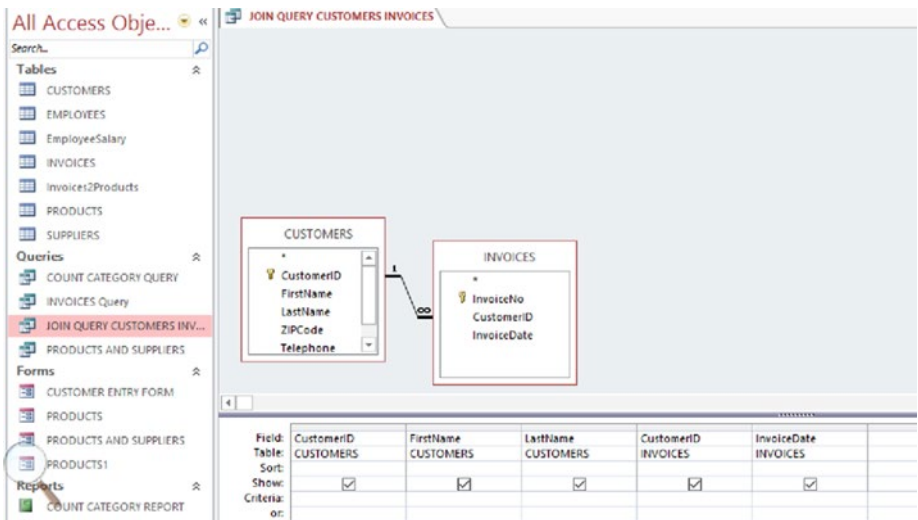 All Access Obje...
Search...
Tables
CUSTOMERS
EMPLOYEES
EmployeeSalary
INVOICES
Invoices2Products
PRODUCTS
SUPPLIERS
Queries
COUNT CATEGORY QUERY
INVOICES Query
JOIN QUERY CUSTOMERS INV...
PRODUCTS AND SUPPLIERS
Forms
CUSTOMER ENTRY FORM
PRODUCTS
PRODUCTS AND SUPPLIERS
PRODUCTS1
Reports
COUNT CATEGORY REPORT
JOIN QUERY CUSTOMERS INVOICES
CUSTOMERS
*
CustomerID
FirstName
LastName
ZIPCode
Telephone
1
∞
INVOICES
*
InvoiceNo
CustomerID
InvoiceDate
Field: CustomerID FirstName LastName CustomerID InvoiceDate
Table: CUSTOMERS CUSTOMERS CUSTOMERS INVOICES INVOICES
Sort:
Show:
Criteria:
or: